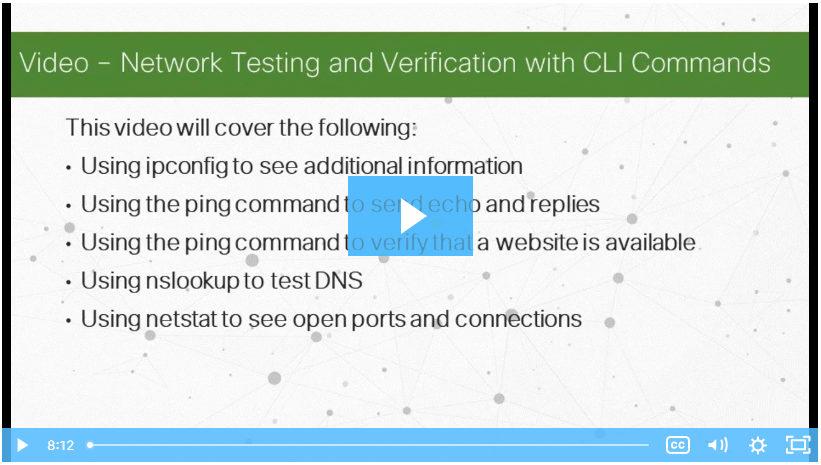 Video – Network Testing and Verification with CLI Commands
This video will cover the following:
• Using ipconfig to see additional information
• Using the ping command to send echo and replies
• Using the ping command to verify that a website is available
• Using nslookup to test DNS
• Using netstat to see open ports and connections
8:12
CC